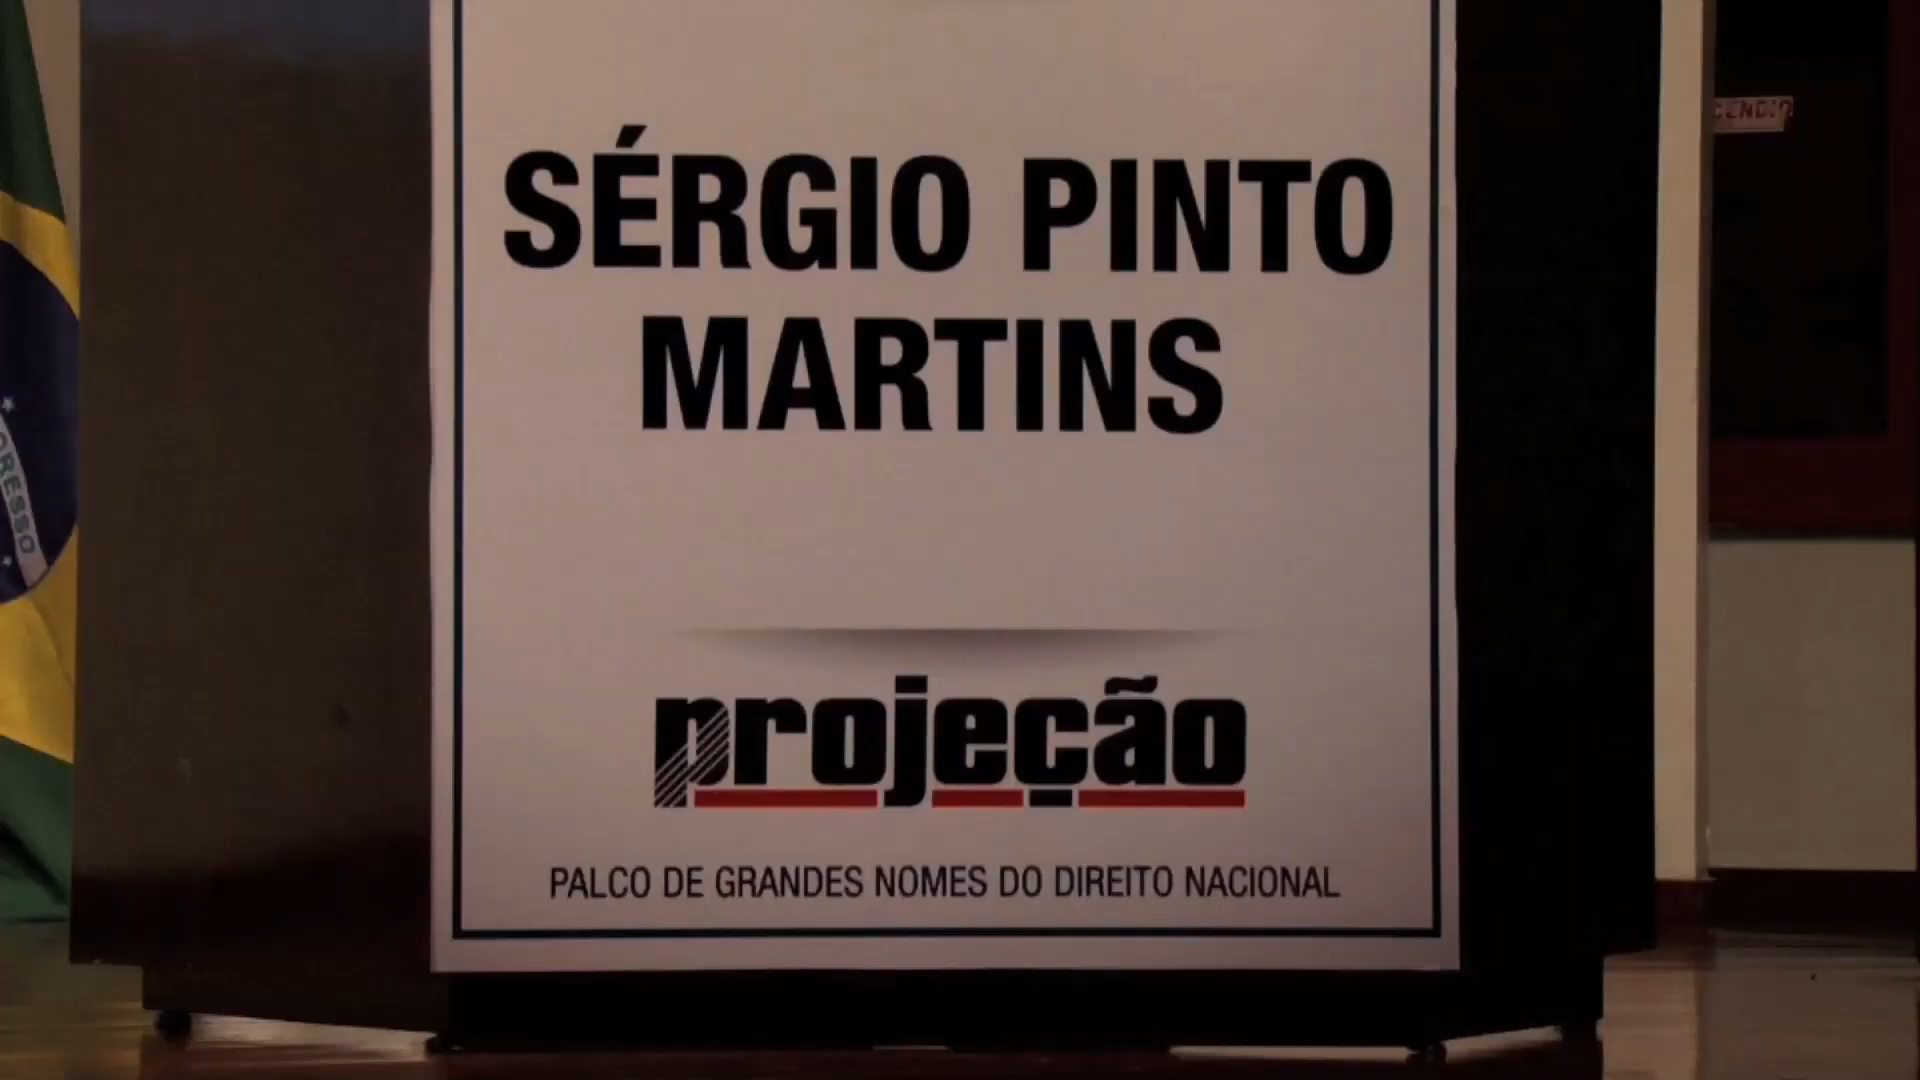 SÉRGIO PINTO
MARTINS
projeção
PALCO DE GRANDES NOMES DO DIREITO NACIONAL